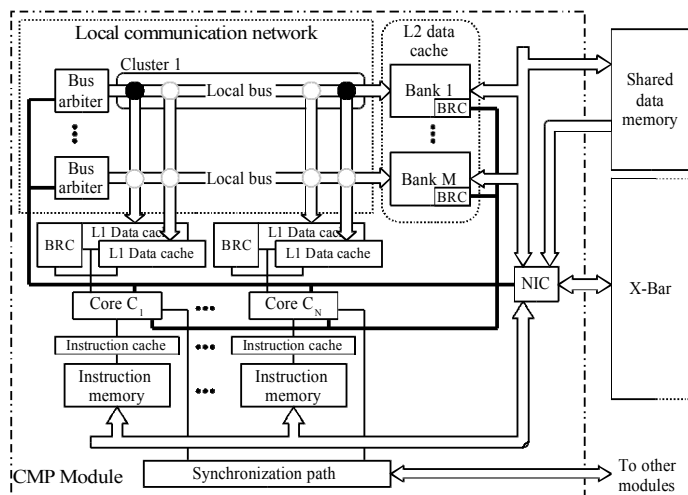 Local communication network
L2 data
cache
Cluster 1
Bus
arbiter
Local bus
Bank 1
BRC
Shared
data
memory
Bus
arbiter
Local bus
Bank M
BRC
L1 Data cache
BRC
L1 Data cache
L1 Data cache
BRC
L1 Data cache
NIC
X-Bar
Core C1
Core CN
Instruction cache
Instruction cache
Instruction
memory
Instruction
memory
CMP Module
Synchronization path
To other
modules